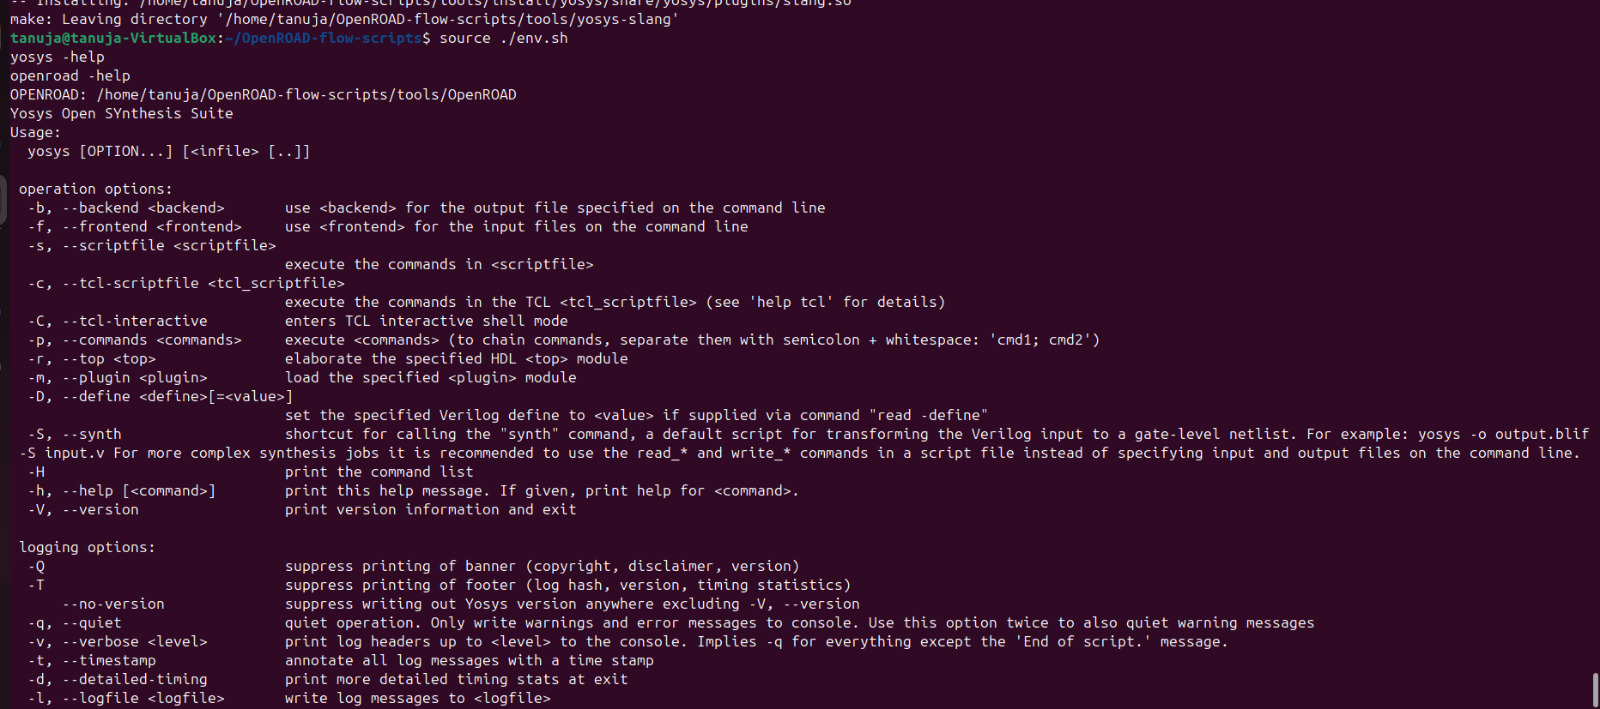 -- Installing: /home/tanuja/OpenROAD-flow-scripts/tools/install/yosys/share/yosys/plugins/slang.so
make: Leaving directory '/home/tanuja/OpenROAD-flow-scripts/tools/yosys-slang'
tanuja@tanuja-VirtualBox:~/OpenROAD-flow-scripts$ source ./env.sh
yosys -help
openroad -help
OPENROAD: /home/tanuja/OpenROAD-flow-scripts/tools/OpenROAD
Yosys Open SYnthesis Suite
Usage:
  yosys [OPTION...] [<infile> [..]]

 operation options:
  -b, --backend <backend>       use <backend> for the output file specified on the command line
  -f, --frontend <frontend>     use <frontend> for the input files on the command line
  -s, --scriptfile <scriptfile>
                                execute the commands in <scriptfile>
  -c, --tcl-scriptfile <tcl_scriptfile>
                                execute the commands in the TCL <tcl_scriptfile> (see 'help tcl' for details)
  -C, --tcl-interactive         enters TCL interactive shell mode
  -p, --commands <commands>     execute <commands> (to chain commands, separate them with semicolon + whitespace: 'cmd1; cmd2')
  -r, --top <top>               elaborate the specified HDL <top> module
  -m, --plugin <plugin>         load the specified <plugin> module
  -D, --define <define>[=<value>]
                                set the specified Verilog define to <value> if supplied via command "read -define"
  -S, --synth                   shortcut for calling the "synth" command, a default script for transforming the Verilog input to a gate-level netlist. For example: yosys -o output.blif
 -S input.v For more complex synthesis jobs it is recommended to use the read_* and write_* commands in a script file instead of specifying input and output files on the command line.
  -H                            print the command list
  -h, --help [<command>]        print this help message. If given, print help for <command>.
  -V, --version                 print version information and exit

 logging options:
  -Q                            suppress printing of banner (copyright, disclaimer, version)
  -T                            suppress printing of footer (log hash, version, timing statistics)
      --no-version              suppress writing out Yosys version anywhere excluding -V, --version
  -q, --quiet                   quiet operation. Only write warnings and error messages to console. Use this option twice to also quiet warning messages
  -v, --verbose <level>         print log headers up to <level> to the console. Implies -q for everything except the 'End of script.' message.
  -t, --timestamp               annotate all log messages with a time stamp
  -d, --detailed-timing         print more detailed timing stats at exit
  -l, --logfile <logfile>       write log messages to <logfile>